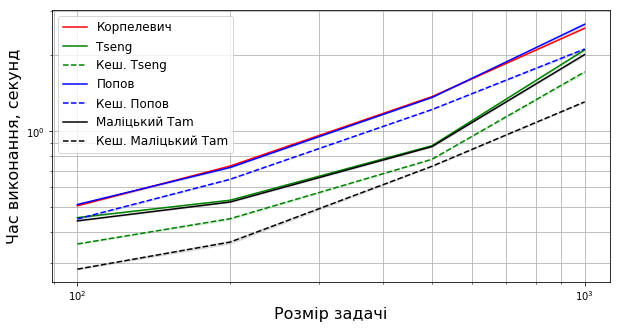 Корпелевич
Tseng
Кеш. Tseng
Попов
Кеш. Попов
Маліцький Tam
Кеш. Маліцький Tam
Час виконання, секунд
10⁰
10² 10³
Розмір задачі